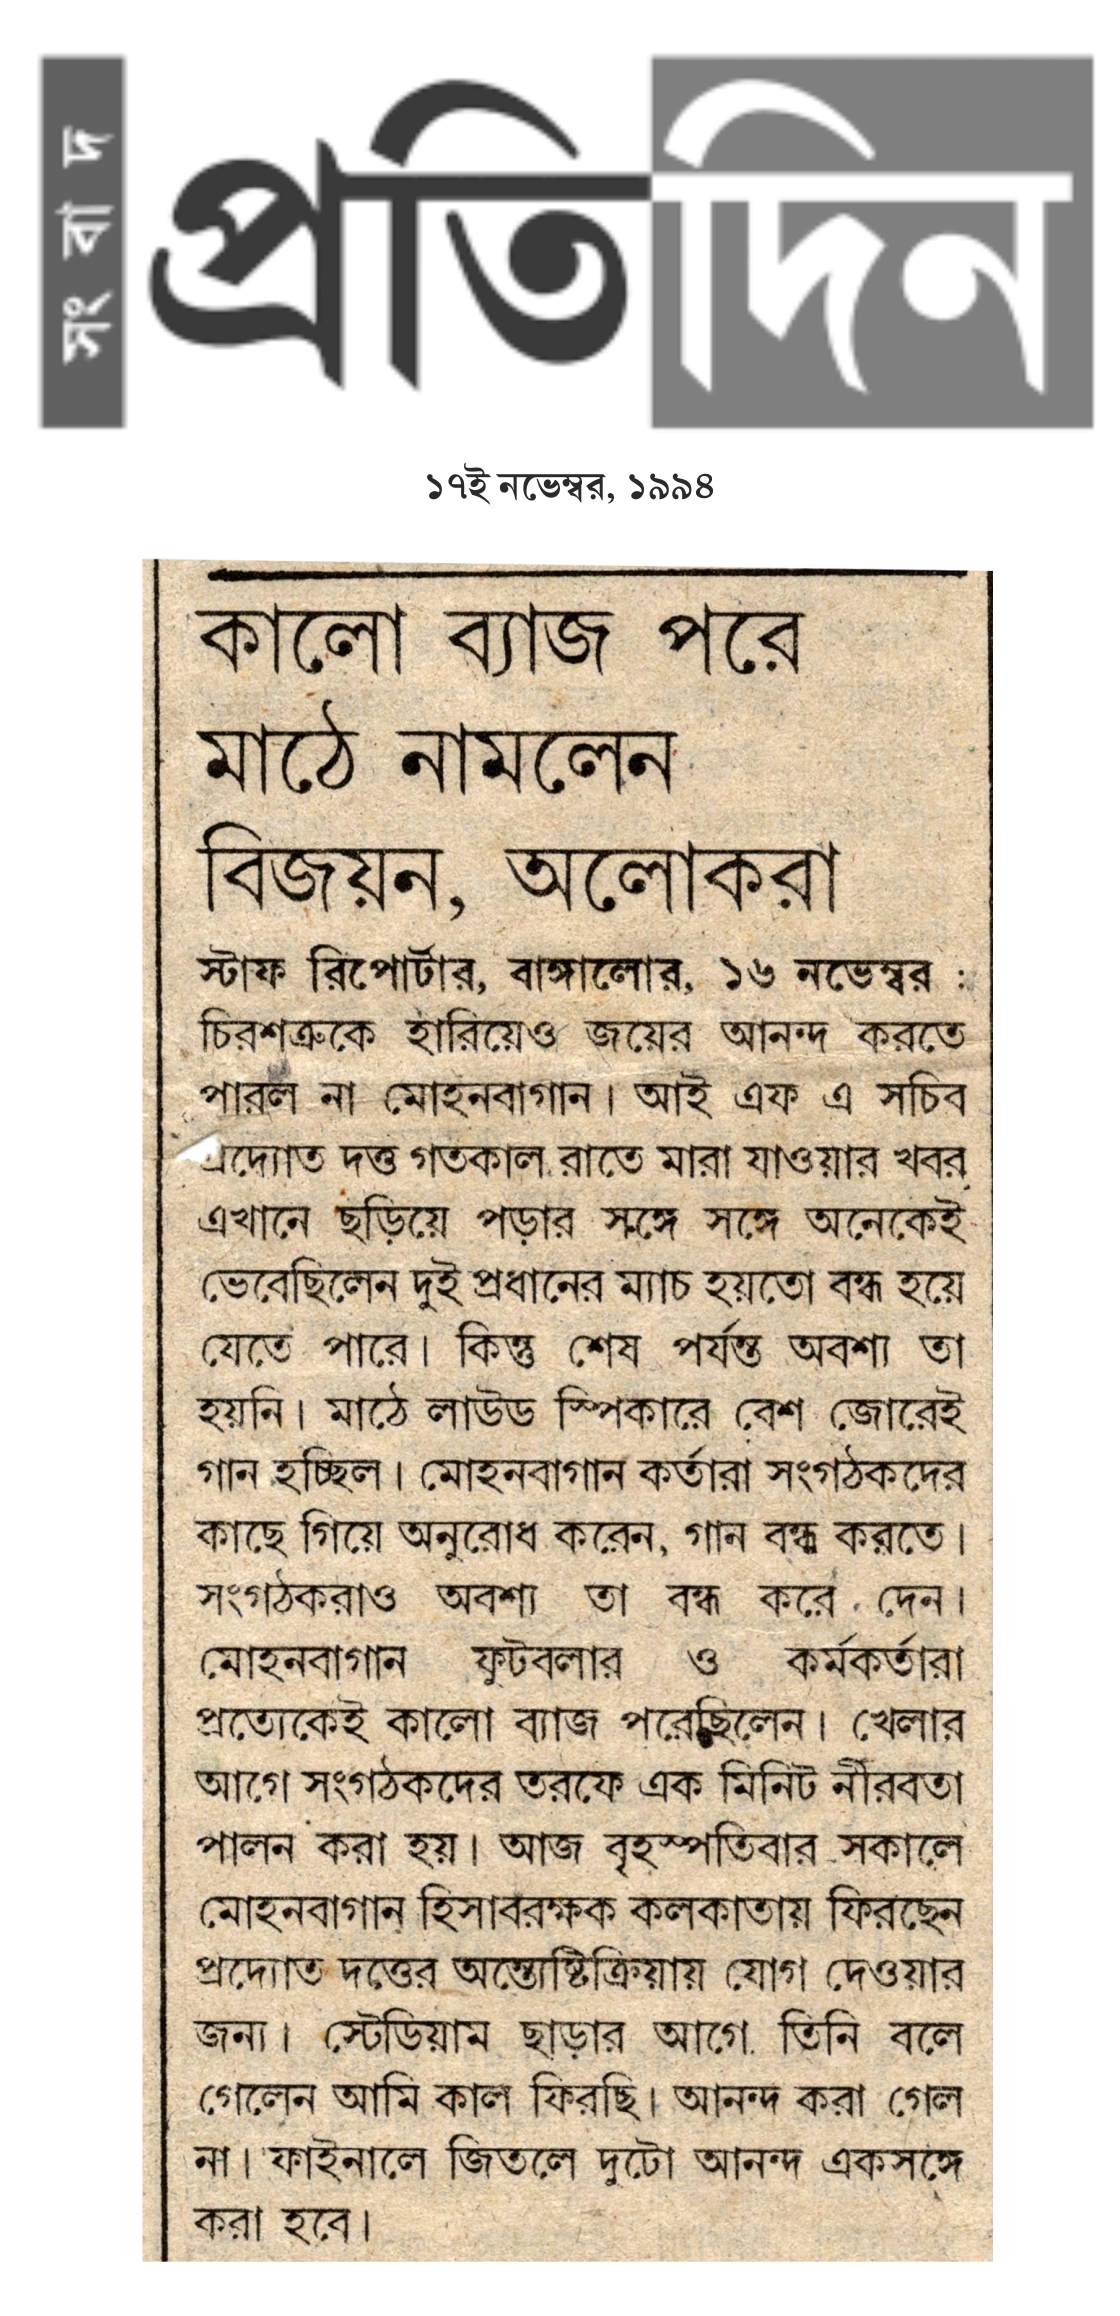 সংবাদ
প্রতিদিন
১৭ই নভেম্বর, ১৯৯৪
কালো ব্যাজ পরে
মাঠে নামলেন
বিজয়ন, অলোকরা
স্টাফ রিপোর্টার, বাঙ্গালোর, ১৬ নভেম্বর :
চিরশত্রুকে হারিয়েও জয়ের আনন্দ করতে
পারল না মোহনবাগান। আই এফ এ সচিব
প্রদ্যোত দত্ত গতকাল রাতে মারা যাওয়ার খবর
এখানে ছড়িয়ে পড়ার সঙ্গে সঙ্গে অনেকেই
ভেবেছিলেন দুই প্রধানের ম্যাচ হয়তো বন্ধ হয়ে
যেতে পারে। কিন্তু শেষ পর্যন্ত অবশ্য তা
হয়নি। মাঠে লাউড স্পিকারে বেশ জোরেই
গান হচ্ছিল। মোহনবাগান কর্তারা সংগঠকদের
কাছে গিয়ে অনুরোধ করেন, গান বন্ধ করতে।
সংগঠকরাও অবশ্য তা বন্ধ করে দেন।
মোহনবাগান ফুটবলার ও কর্মকর্তারা
প্রত্যেকেই কালো ব্যাজ পরেছিলেন। খেলার
আগে সংগঠকদের তরফে এক মিনিট নীরবতা
পালন করা হয়। আজ বৃহস্পতিবার সকালে
মোহনবাগান হিসাবরক্ষক কলকাতায় ফিরছেন
প্রদ্যোত দত্তের অন্ত্যেষ্টিক্রিয়ায় যোগ দেওয়ার
জন্য। স্টেডিয়াম ছাড়ার আগে তিনি বলে
গেলেন আমি কাল ফিরছি। আনন্দ করা গেল
না। ফাইনালে জিতলে দুটো আনন্দ একসঙ্গে
করা হবে।